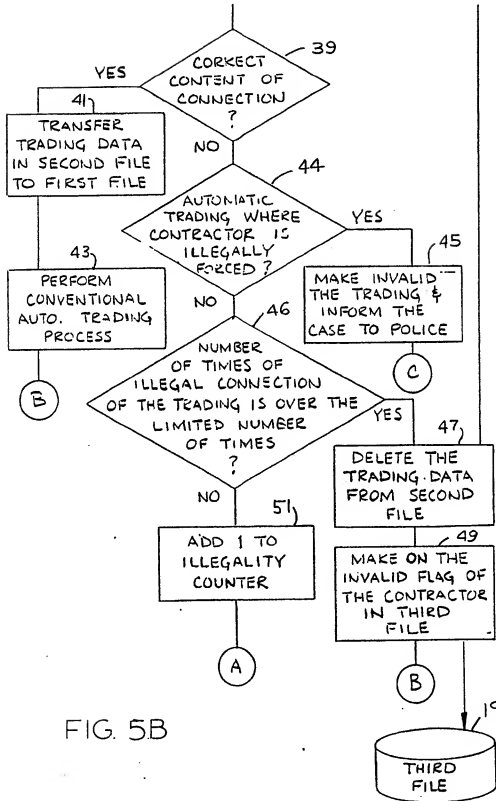 39
CORRECT
CONTENT OF
CONNECTION
?
YES
NO
41
TRANSFER
TRADING DATA
IN SECOND FILE
TO FIRST FILE
43
PERFORM
CONVENTIONAL
AUTO. TRADING
PROCESS
B
44
AUTOMATIC
TRADING WHERE
CONTRACTOR IS
ILLEGALLY
FORCED?
YES
NO
45
MAKE INVALID
THE TRADING &
INFORM THE
CASE TO POLICE
C
46
NUMBER
OF TIMES OF
ILLEGAL CONNECTION
OF THE TRADING IS OVER THE
LIMITED NUMBER
OF TIMES
?
YES
NO
47
DELETE THE
TRADING DATA
FROM SECOND
FILE
49
MAKE ON THE
INVALID FLAG OF
THE CONTRACTOR
IN THIRD
FILE
B
51
ADD 1 TO
ILLEGALITY
COUNTER
A
THIRD
FILE
FIG. 5B